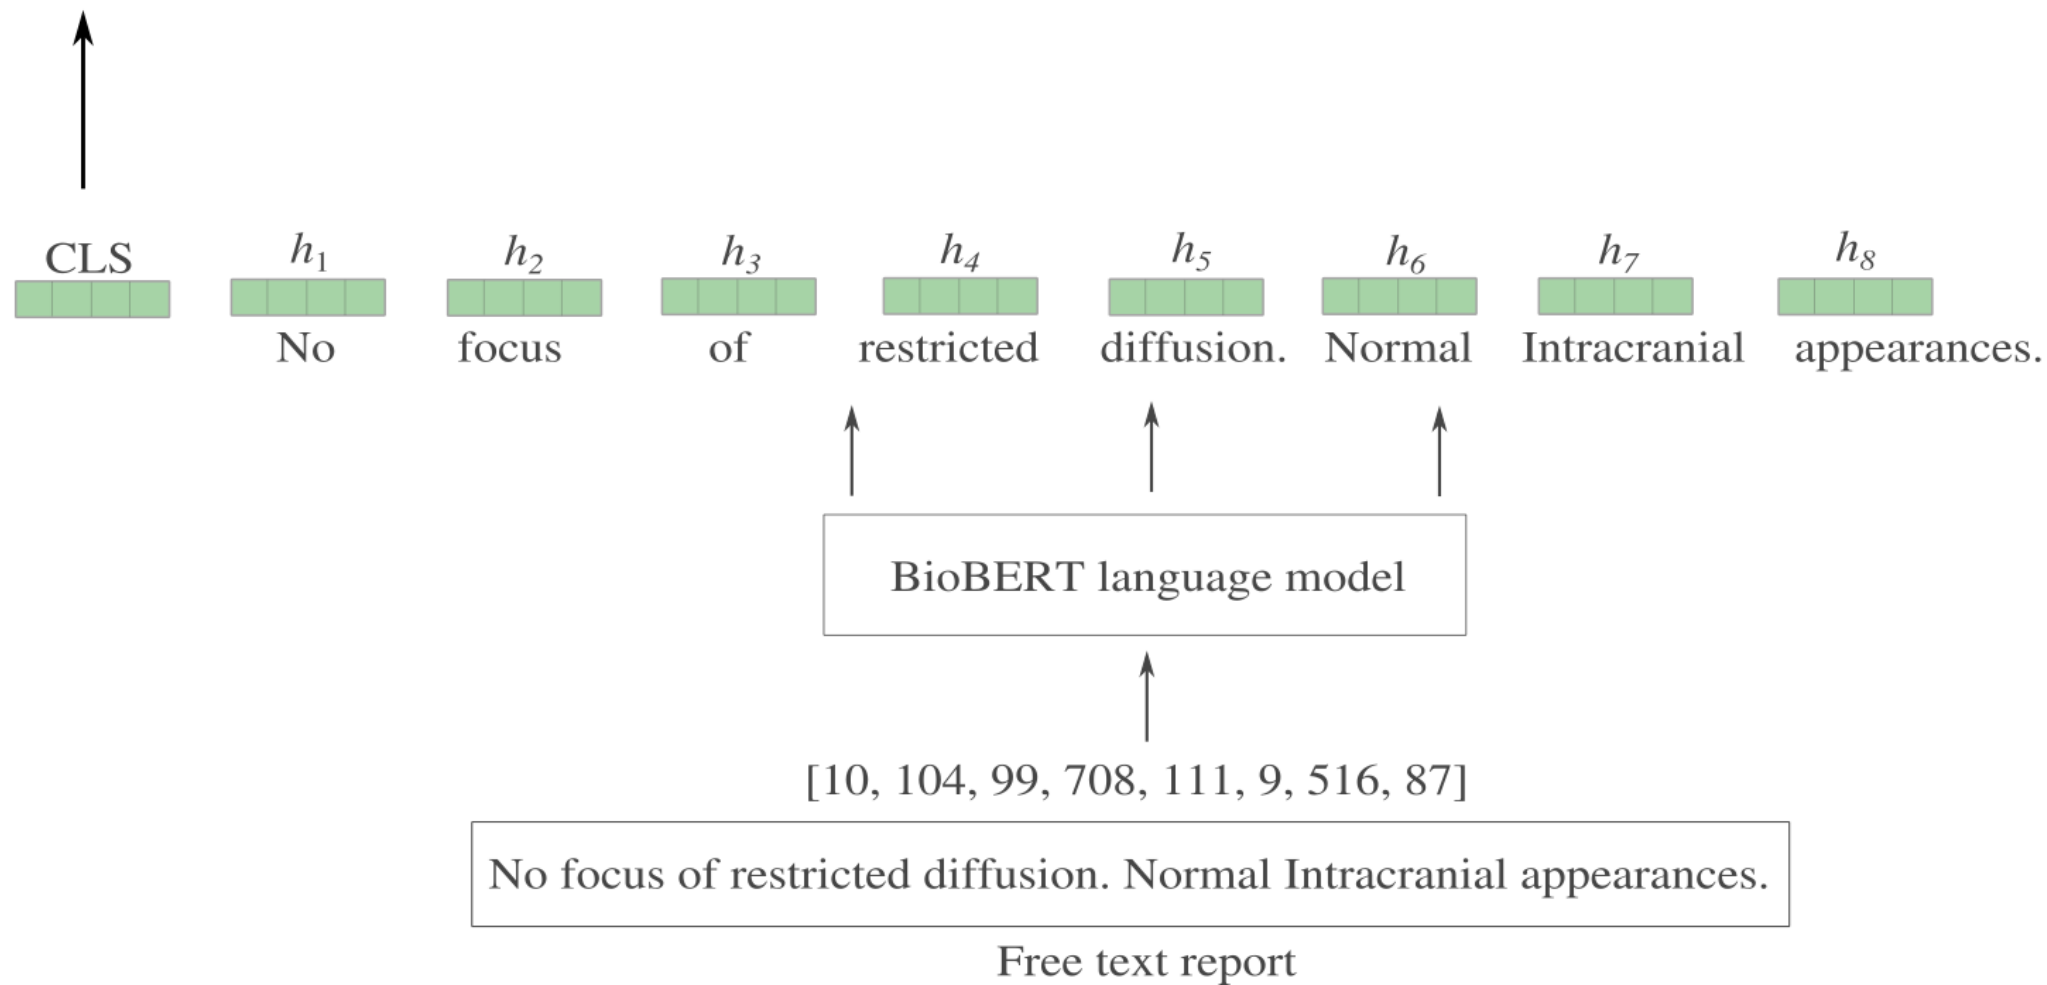 CLS h₁ h₂ h₃ h₄ h₅ h₆ h₇ h₈
No focus of restricted diffusion. Normal Intracranial appearances.
BioBERT language model
[10, 104, 99, 708, 111, 9, 516, 87]
No focus of restricted diffusion. Normal Intracranial appearances.
Free text report